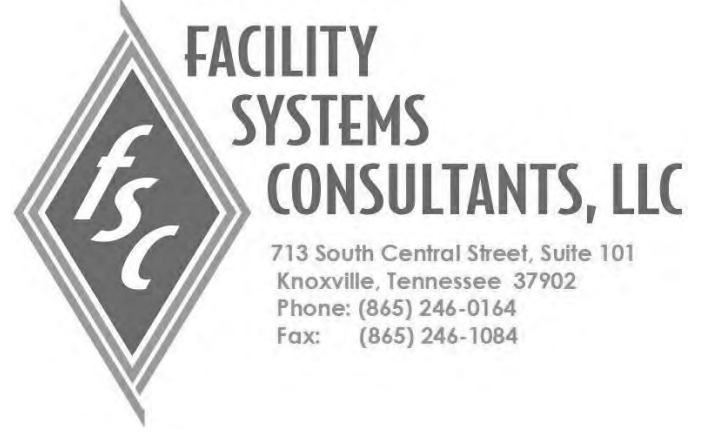 fsc
FACILITY
SYSTEMS
CONSULTANTS, LLC
713 South Central Street, Suite 101
Knoxville, Tennessee 37902
Phone: (865) 246-0164
Fax: (865) 246-1084